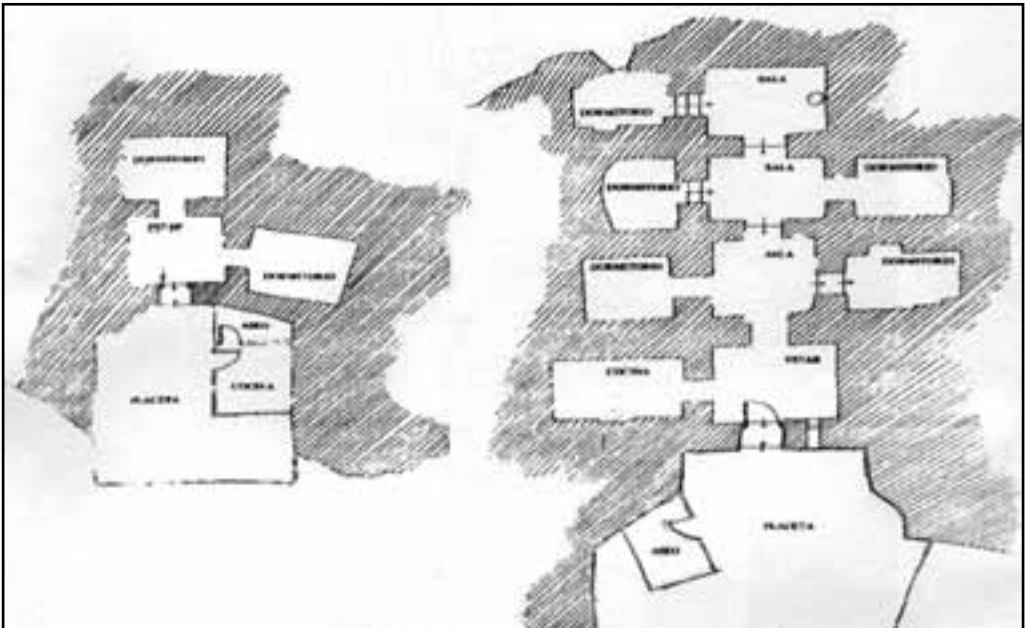 DORMITORIO
ESTAR
DORMITORIO
ASEO
COCINA
PLACETA
SALA
DORMITORIO
SALA
DORMITORIO
DORMITORIO
SALA
DORMITORIO
DORMITORIO
ESTAR
COCINA
PLACETA
ASEO